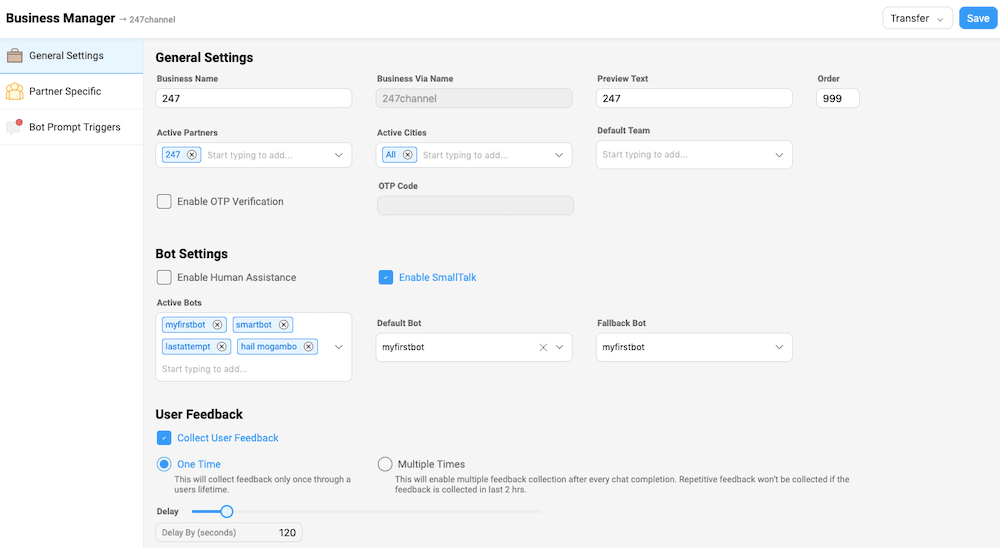 Business Manager → 247channel
Transfer
Save
General Settings
Partner Specific
Bot Prompt Triggers
General Settings
Business Name
Business Via Name
Preview Text
Order
247
247channel
247
999
Active Partners
Active Cities
Default Team
247
Start typing to add...
All
Start typing to add...
Start typing to add...
Enable OTP Verification
OTP Code
Bot Settings
Enable Human Assistance
Enable SmallTalk
Active Bots
Default Bot
Fallback Bot
myfirstbot
smartbot
lastattempt
hail mogambo
Start typing to add...
myfirstbot
myfirstbot
User Feedback
Collect User Feedback
One Time
This will collect feedback only once through a
users lifetime.
Multiple Times
This will enable multiple feedback collection after every chat completion. Repetitive feedback won't be collected if the
feedback is collected in last 2 hrs.
Delay
Delay By (seconds)
120